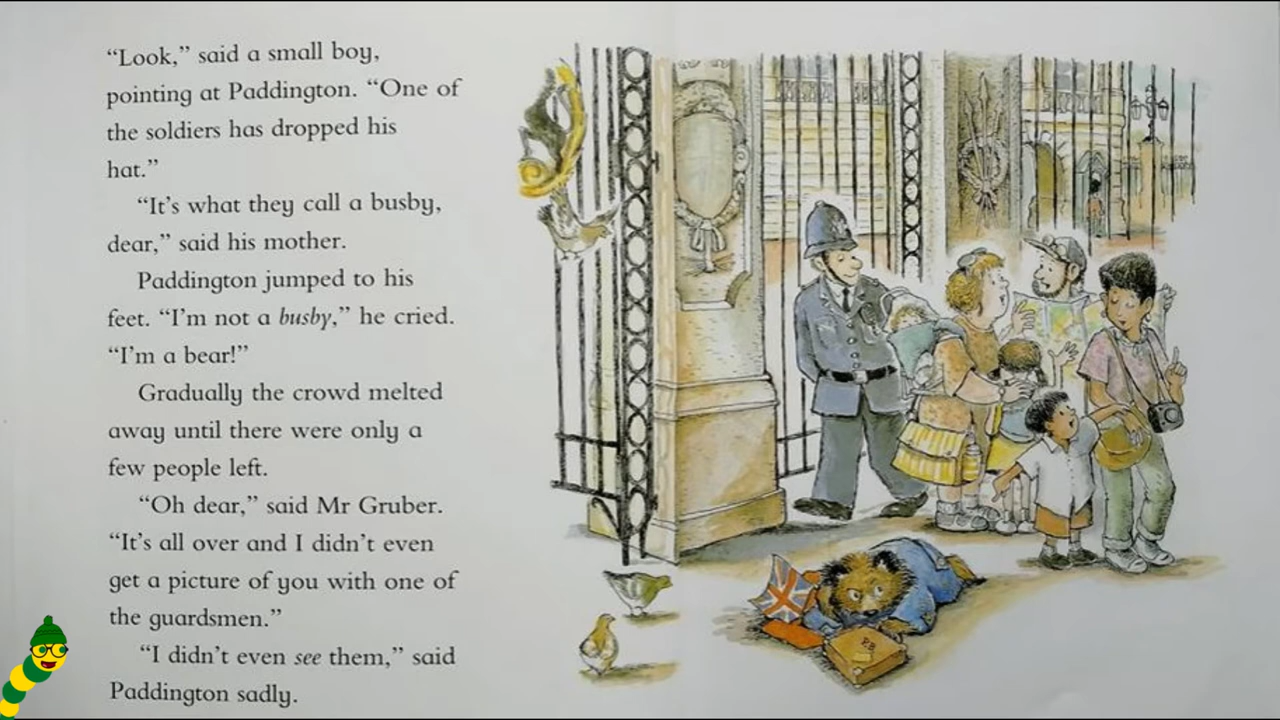 “Look,” said a small boy,
pointing at Paddington. “One of
the soldiers has dropped his
hat.”
“It’s what they call a busby,
dear,” said his mother.
Paddington jumped to his
feet. “I’m not a busby,” he cried.
“I’m a bear!”
Gradually the crowd melted
away until there were only a
few people left.
“Oh dear,” said Mr Gruber.
“It’s all over and I didn’t even
get a picture of you with one of
the guardsmen.”
“I didn’t even see them,” said
Paddington sadly.
P.B.